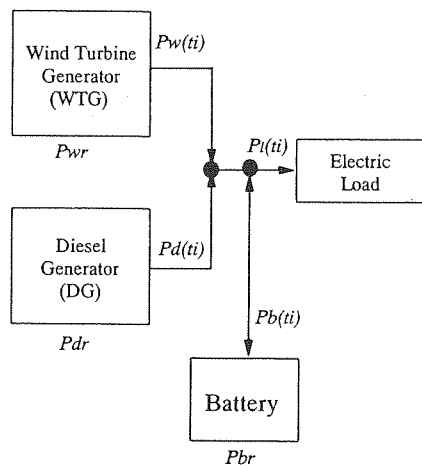 Wind Turbine
Generator
(WTG)
Pw(ti)
Pwr
Pl(ti)
Electric
Load
Diesel
Generator
(DG)
Pd(ti)
Pdr
Pb(ti)
Battery
Pbr